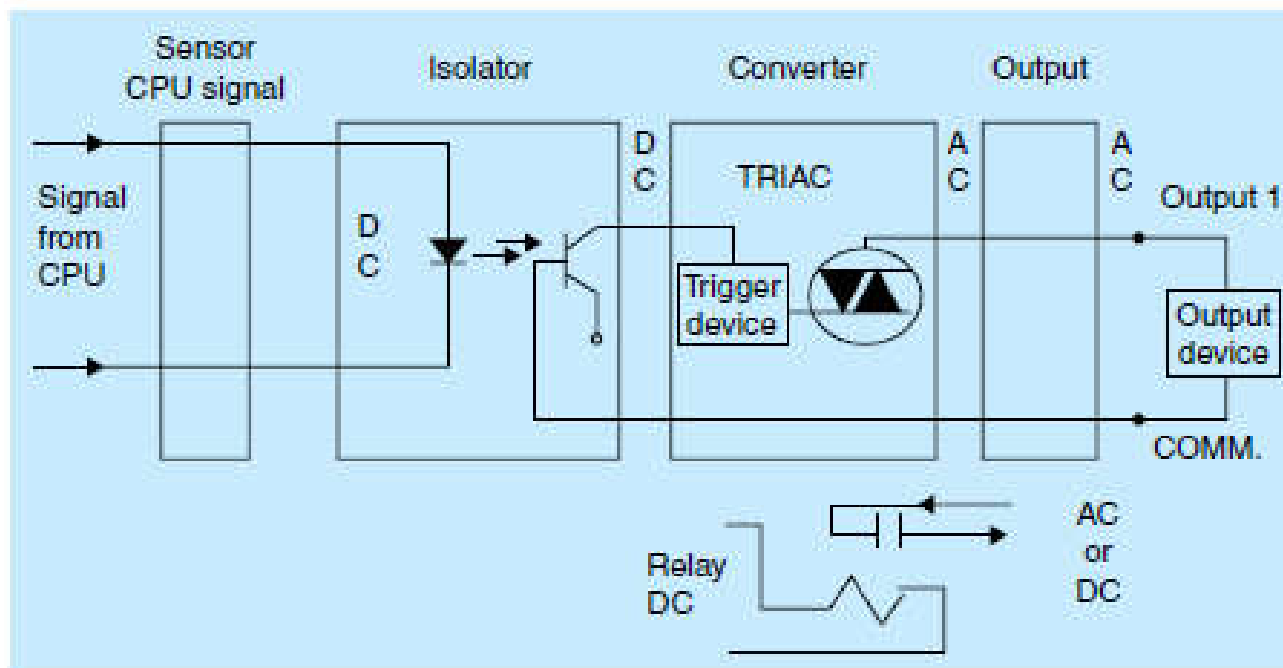 Sensor
CPU signal
Isolator
Converter
Output
Signal
from
CPU
D
C
D
C
TRIAC
Trigger
device
A
C
A
C
Output 1
Output
device
COMM.
Relay
DC
AC
or
DC